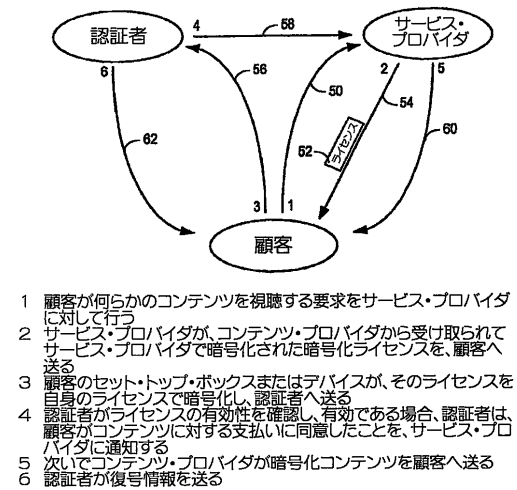 認証者
4
58
サービス・
プロバイダ
6
56
50
2
5
54
52
ライセンス
60
62
3
1
顧客
1 顧客が何らかのコンテンツを視聴する要求をサービス・プロバイダ
に対して行う
2 サービス・プロバイダが、コンテンツ・プロバイダから受け取られて
サービス・プロバイダで暗号化された暗号化ライセンスを、顧客へ
送る
3 顧客のセット・トップ・ボックスまたはデバイスが、そのライセンスを
自身のライセンスで暗号化し、認証者へ送る
4 認証者がライセンスの有効性を確認し、有効である場合、認証者は、
顧客がコンテンツに対する支払いに同意したことを、サービス・プロ
バイダに通知する
5 次いでコンテンツ・プロバイダが暗号化コンテンツを顧客へ送る
6 認証者が復号情報を送る